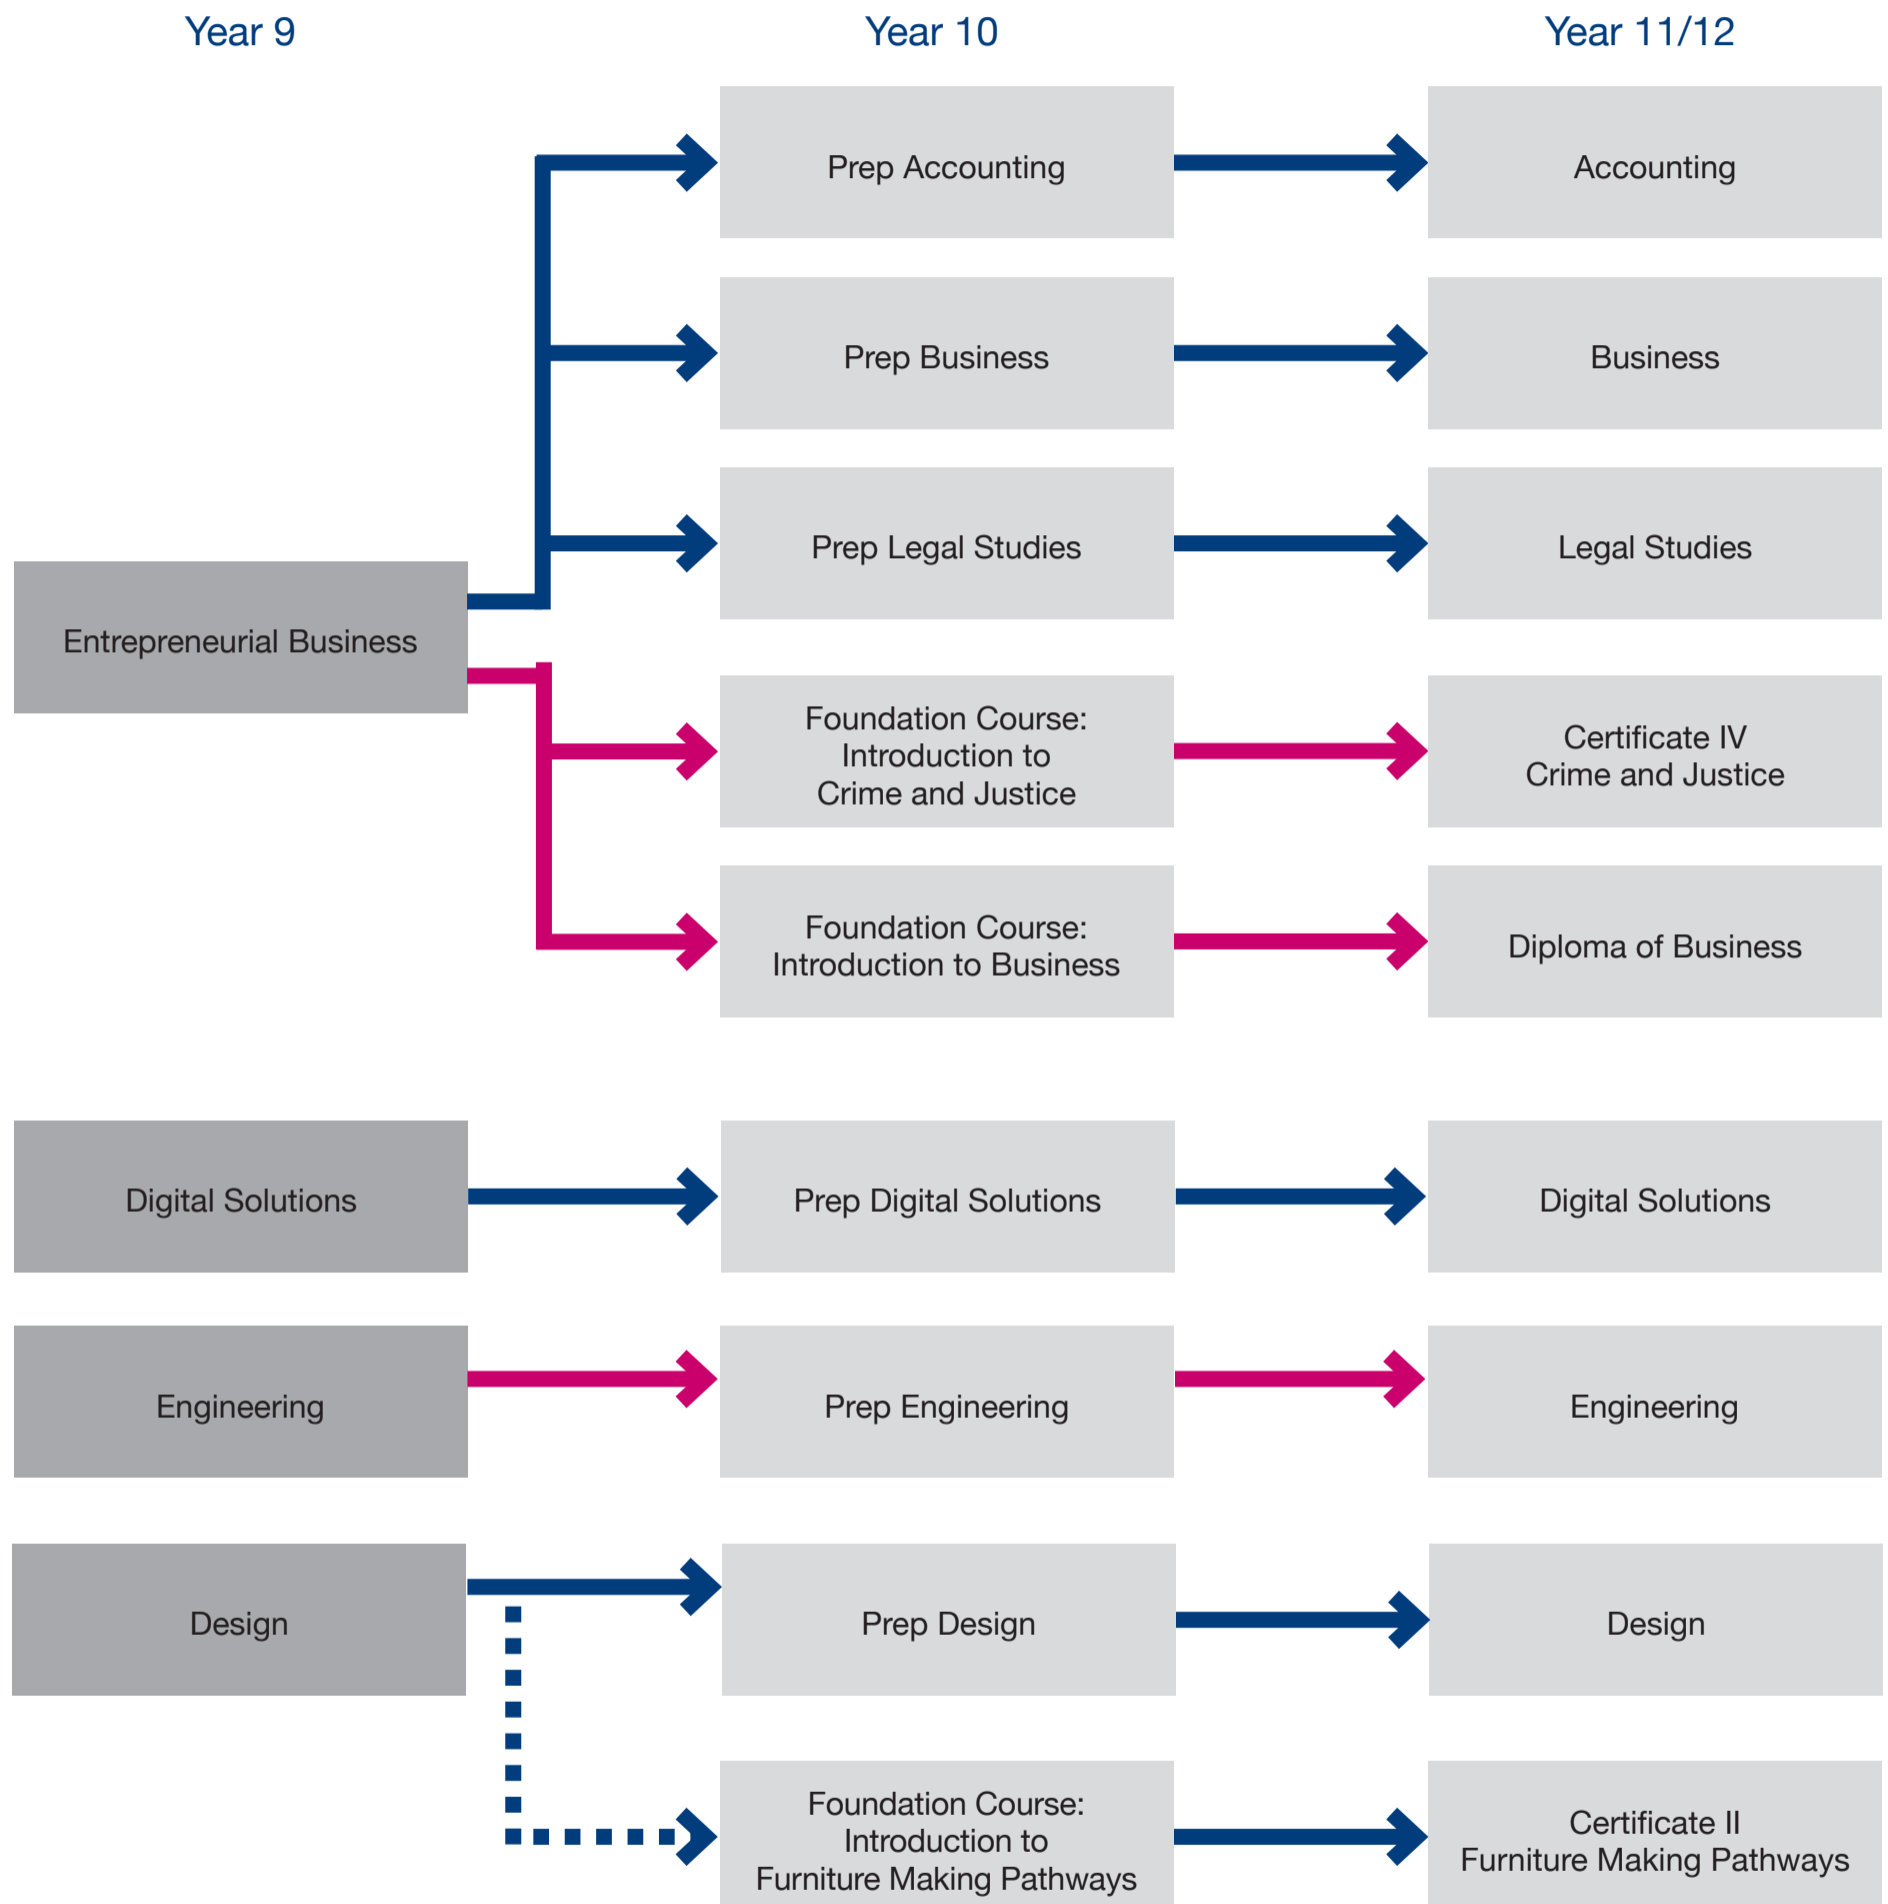 Year 9
Year 10
Year 11/12
Prep Accounting
Accounting
Prep Business
Business
Prep Legal Studies
Legal Studies
Entrepreneurial Business
Foundation Course:
Introduction to
Crime and Justice
Certificate IV
Crime and Justice
Foundation Course:
Introduction to Business
Diploma of Business
Digital Solutions
Prep Digital Solutions
Digital Solutions
Engineering
Prep Engineering
Engineering
Design
Prep Design
Design
Foundation Course:
Introduction to
Furniture Making Pathways
Certificate II
Furniture Making Pathways